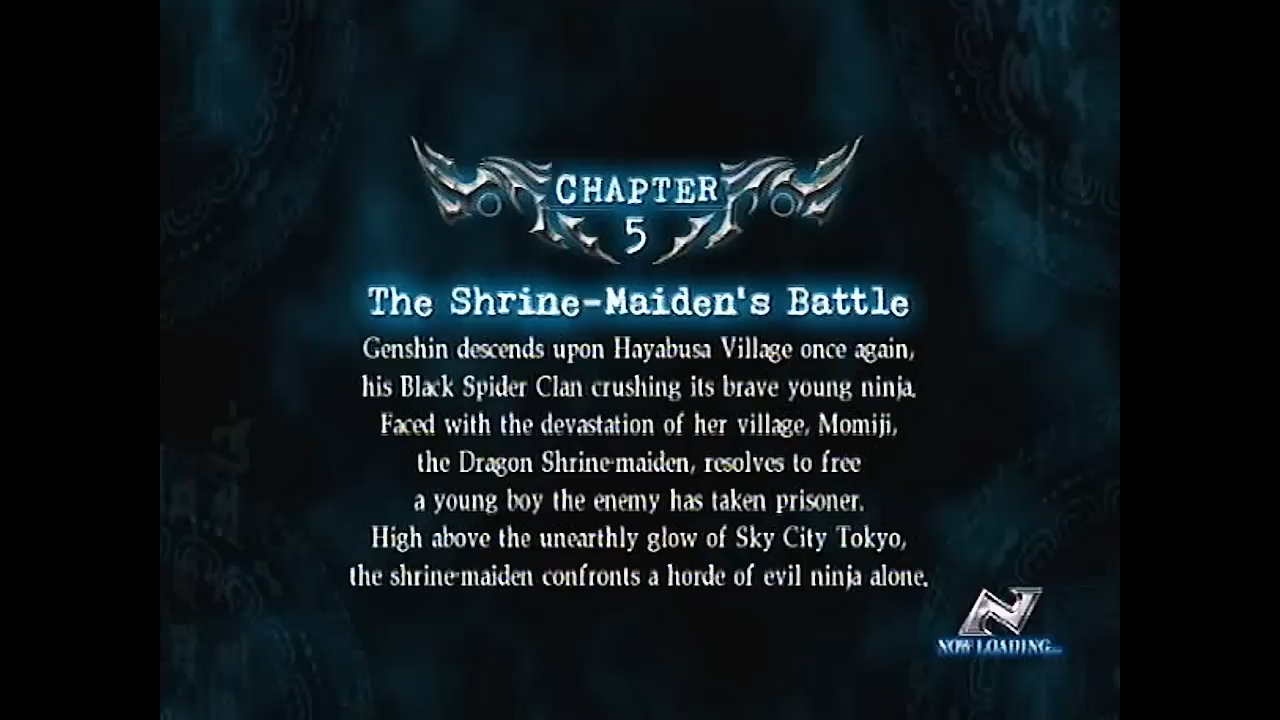 CHAPTER
5
The Shrine-Maiden's Battle
Genshin descends upon Hayabusa Village once again,
his Black Spider Clan crushing its brave young ninja.
Faced with the devastation of her village, Momiji,
the Dragon Shrine-maiden, resolves to free
a young boy the enemy has taken prisoner.
High above the unearthly glow of Sky City Tokyo,
the shrine-maiden confronts a horde of evil ninja alone.
NOW LOADING...